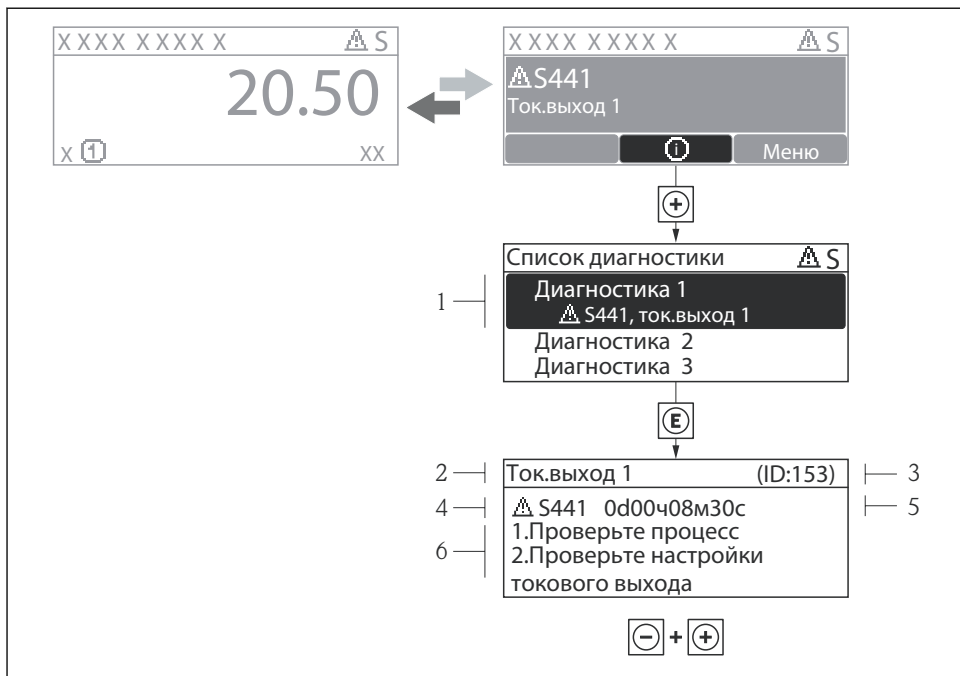 X XXXX XXXX X ⚠ S
20.50
X ① XX
X XXX XXXX X ⚠ S
⚠S441
Ток.выход 1
ⓘ Меню
+
Список диагностики ⚠ S
1
Диагностика 1
⚠ S441, ток.выход 1
Диагностика 2
Диагностика 3
E
2 Ток.выход 1 (ID:153) 3
4 ⚠ S441 0d00ч08м30с 5
6
1.Проверьте процесс
2.Проверьте настройки
токового выхода
- + +